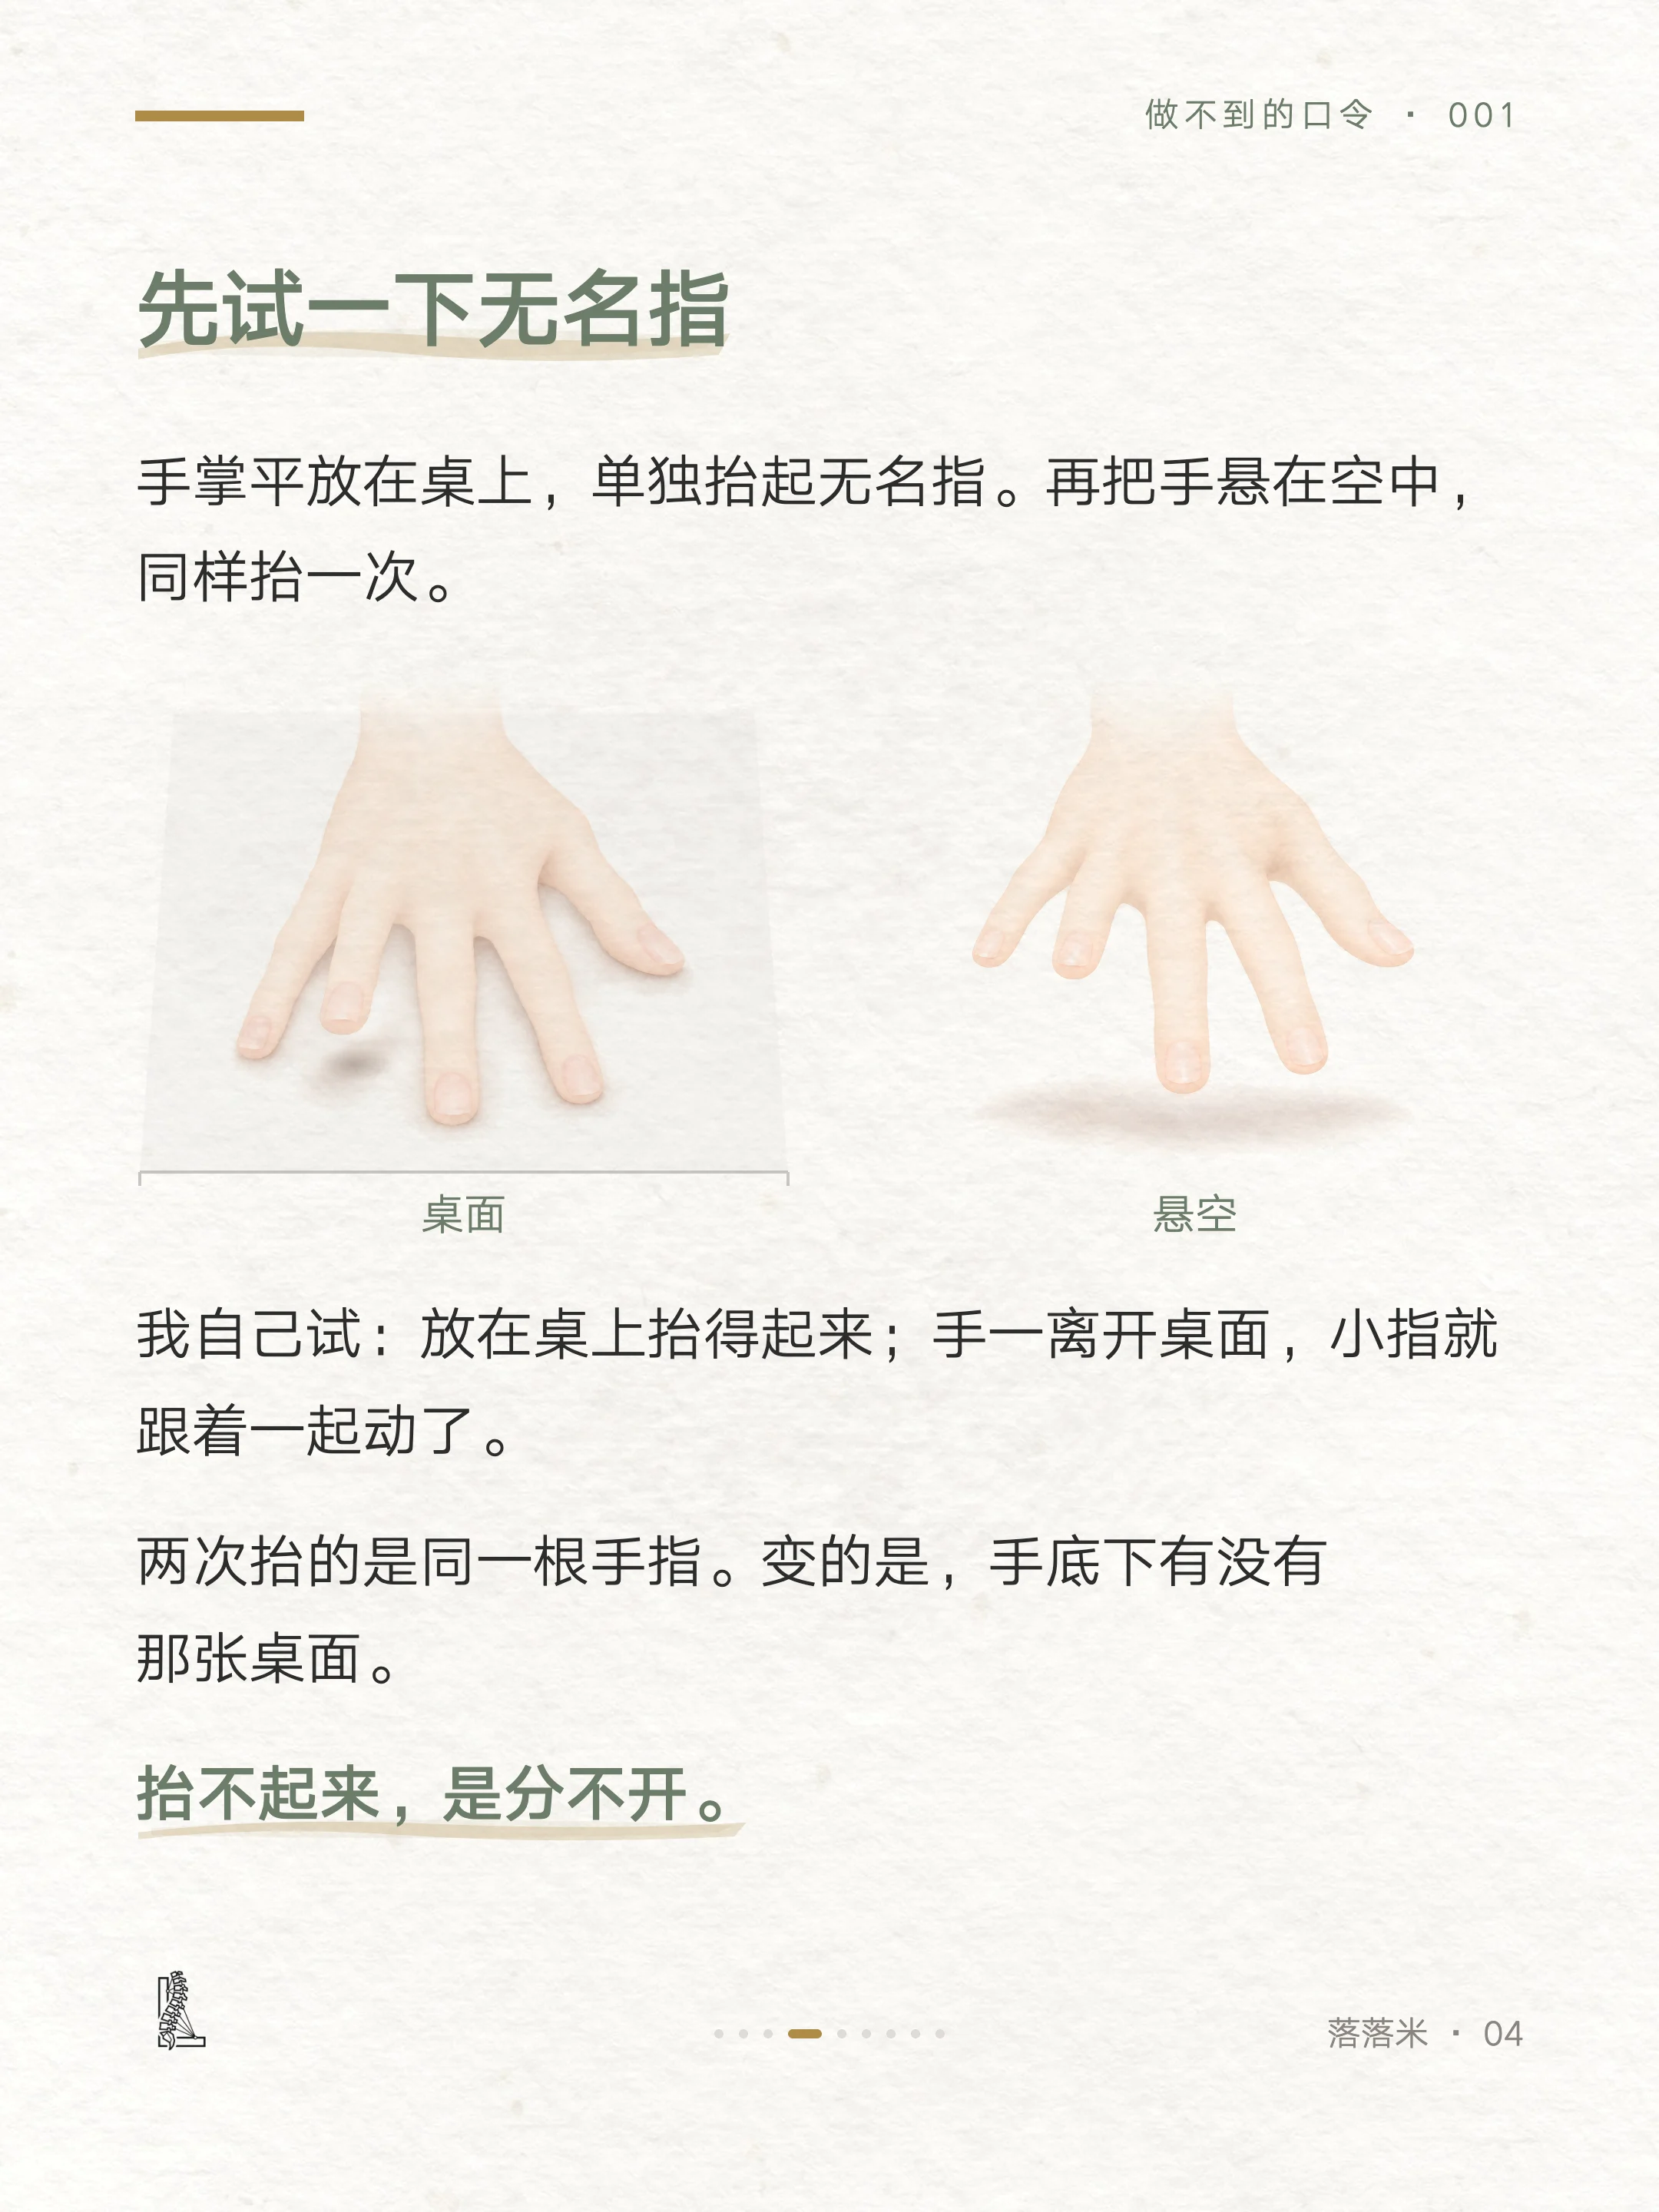 做不到的口令 · 001
先试一下无名指
手掌平放在桌上，单独抬起无名指。再把手悬在空中，
同样抬一次。
桌面
悬空
我自己试：放在桌上抬得起来；手一离开桌面，小指就
跟着一起动了。
两次抬的是同一根手指。变的是，手底下有没有
那张桌面。
抬不起来，是分不开。
落落米 · 04